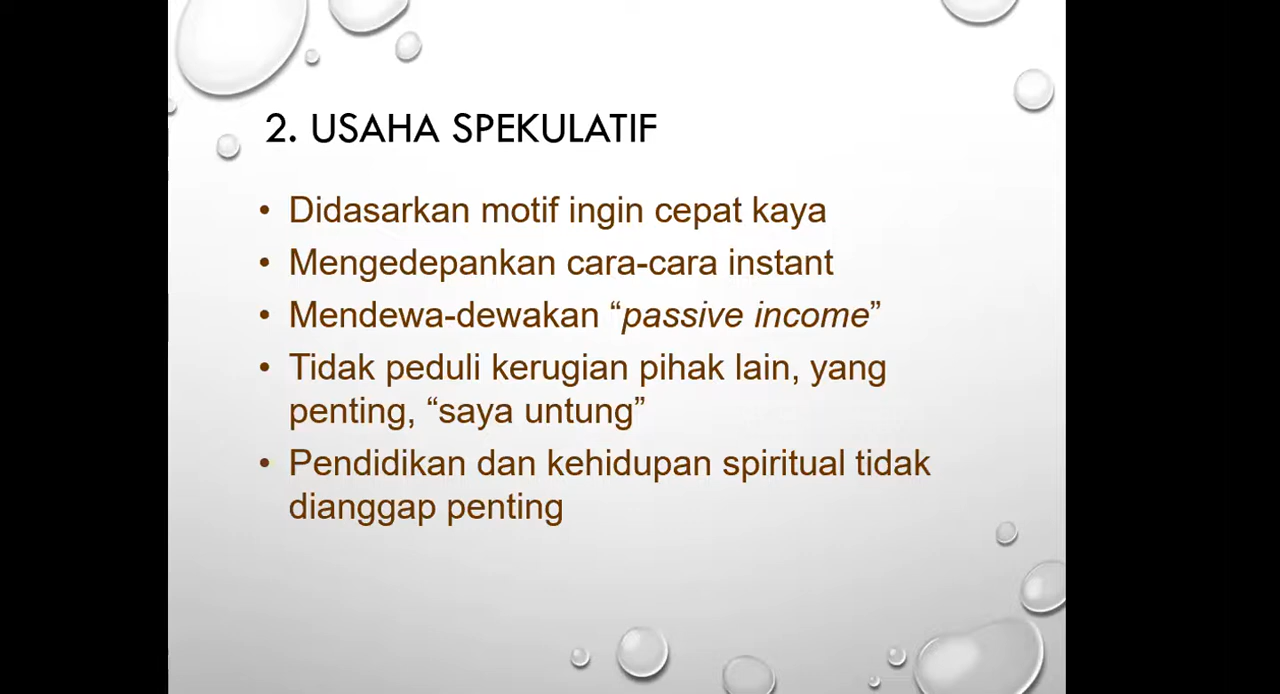 2. USAHA SPEKULATIF
• Didasarkan motif ingin cepat kaya
• Mengedepankan cara-cara instant
• Mendewa-dewakan “passive income”
• Tidak peduli kerugian pihak lain, yang
penting, “saya untung”
• Pendidikan dan kehidupan spiritual tidak
dianggap penting